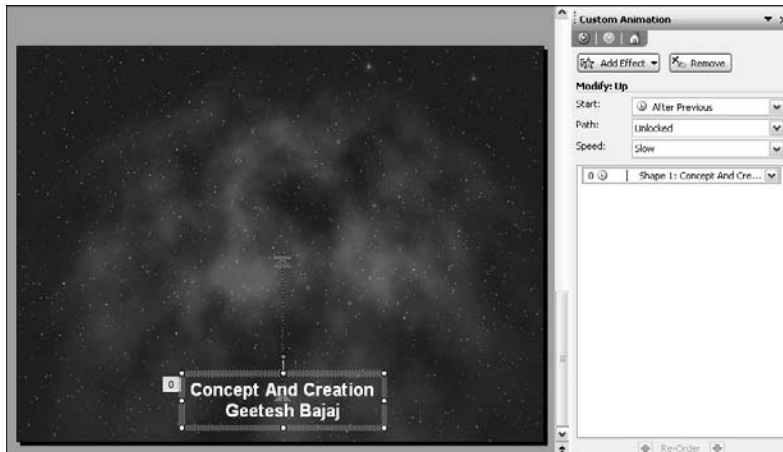 Custom Animation
Add Effect
Remove
Modify: Up
Start:
After Previous
Path:
Unlocked
Speed:
Slow
0
Shape 1: Concept And Cre...
0
Concept And Creation
Geetesh Bajaj
Re-Order